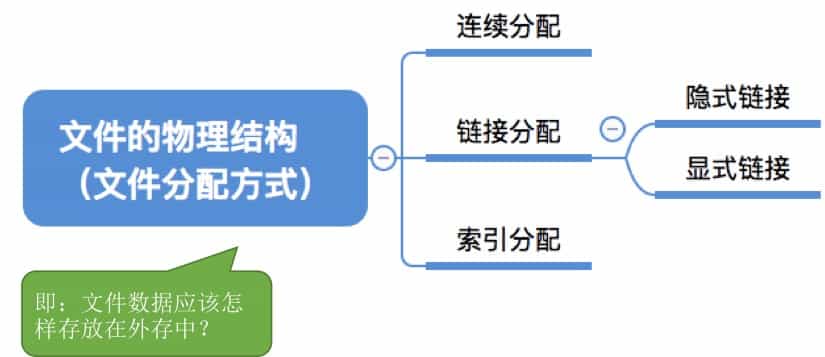 文件的物理结构
（文件分配方式）
连续分配
链接分配
隐式链接
显式链接
索引分配
即：文件数据应该怎
样存放在外存中？